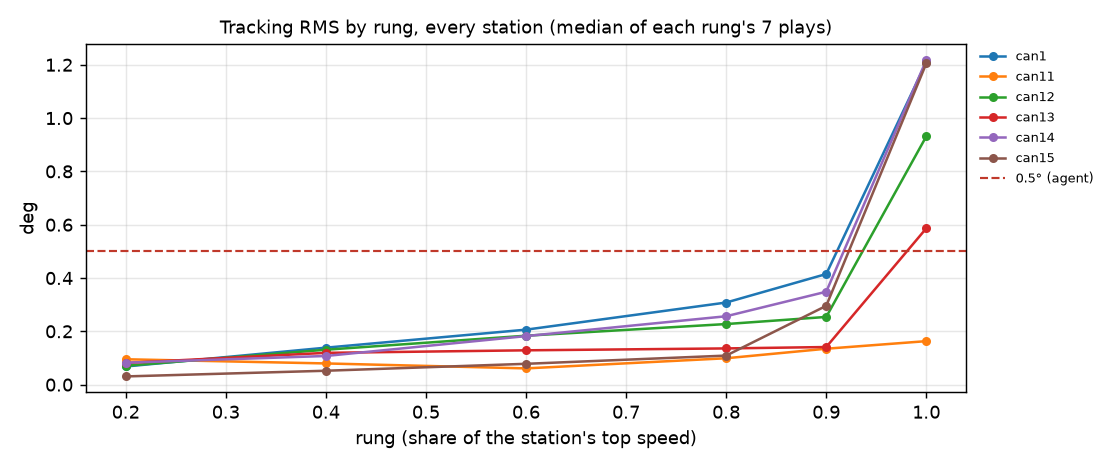 Tracking RMS by rung, every station (median of each rung's 7 plays)
deg
1.2
1.0
0.8
0.6
0.4
0.2
0.0
0.2 0.3 0.4 0.5 0.6 0.7 0.8 0.9 1.0
rung (share of the station's top speed)
can1
can11
can12
can13
can14
can15
0.5° (agent)